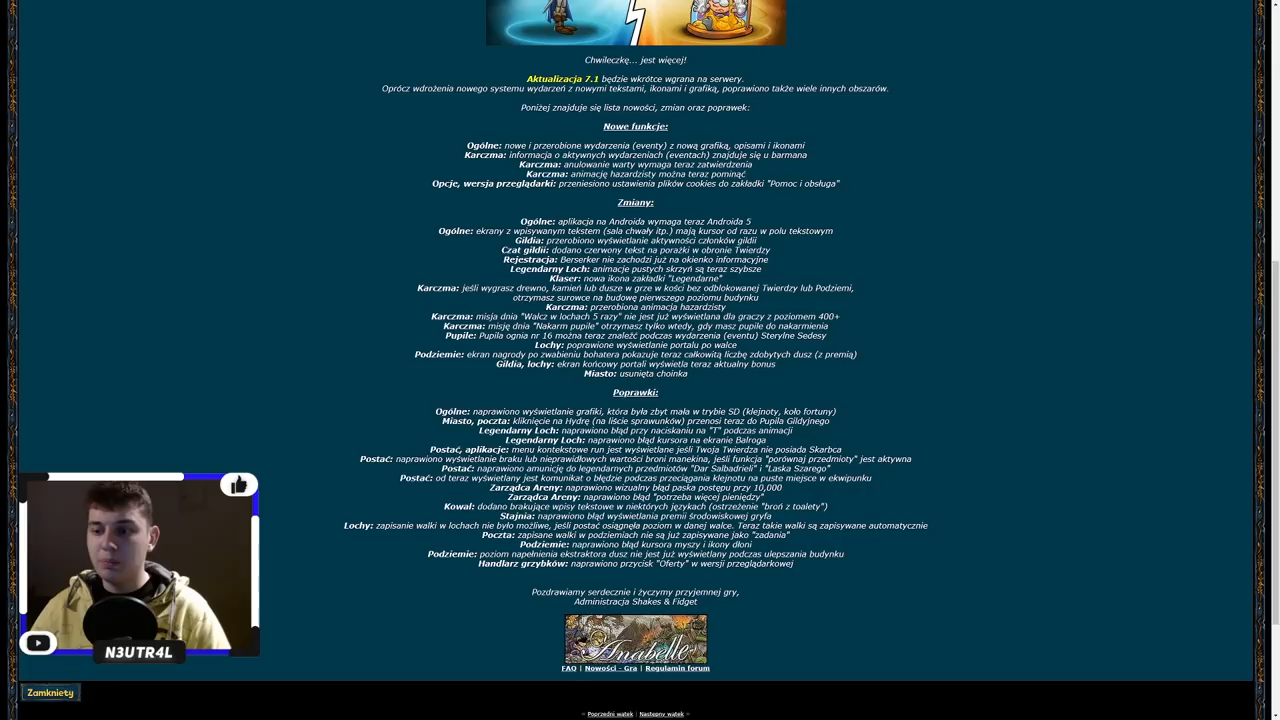 Chwileczkę... jest więcej!
Aktualizacja 7.1 będzie wkrótce wgrana na serwery.
Oprócz wdrożenia nowego systemu wydarzeń z nowymi tekstami, ikonami i grafiką, poprawiono także wiele innych obszarów.
Poniżej znajduje się lista nowości, zmian oraz poprawek:
Nowe funkcje:
Ogólne: nowe i przerobione wydarzenia (eventy) z nową grafiką, opisami i ikonami
Karczma: informacja o aktywnych wydarzeniach (eventach) znajduje się u barmana
Karczma: anulowanie warty wymaga teraz zatwierdzenia
Karczma: animację hazardzisty można teraz pominąć
Opcje, wersja przeglądarki: przeniesiono ustawienia plików cookies do zakładki "Pomoc i obsługa"
Zmiany:
Ogólne: aplikacja na Androida wymaga teraz Androida 5
Ogólne: ekrany z wpisywanym tekstem (sala chwały itp.) mają kursor od razu w polu tekstowym
Gildia: przerobiono wyświetlanie aktywności członków gildii
Czat gildii: dodano czerwony tekst na porażki w obronie Twierdzy
Rejestracja: Berserker nie zachodzi już na okienko informacyjne
Legendarny Loch: animacje pustych skrzyń są teraz szybsze
Klaser: nowa ikona zakładki "Legendarne"
Karczma: jeśli wygrasz drewno, kamień lub dusze w grze w kości bez odblokowanej Twierdzy lub Podziemi,
otrzymasz surowce na budowę pierwszego poziomu budynku
Karczma: przerobiona animacja hazardzisty
Karczma: misja dnia "Walcz w lochach 5 razy" nie jest już wyświetlana dla graczy z poziomem 400+
Karczma: misję dnia "Nakarm pupile" otrzymasz tylko wtedy, gdy masz pupile do nakarmienia
Pupile: Pupila ognia nr 16 można teraz znaleźć podczas wydarzenia (eventu) Sterylne Sedesy
Lochy: poprawione wyświetlanie portalu po walce
Podziemie: ekran nagrody po zwabieniu bohatera pokazuje teraz całkowitą liczbę zdobytych dusz (z premią)
Gildia, lochy: ekran końcowy portali wyświetla teraz aktualny bonus
Miasto: usunięta choinka
Poprawki:
Ogólne: naprawiono wyświetlanie grafiki, która była zbyt mała w trybie SD (klejnoty, koło fortuny)
Miasto, poczta: kliknięcie na Hydrę (na liście sprawunków) przenosi teraz do Pupila Gildyjnego
Legendarny Loch: naprawiono błąd przy naciskaniu na "T" podczas animacji
Legendarny Loch: naprawiono błąd kursora na ekranie Balroga
Postać, aplikacje: menu kontekstowe run jest wyświetlane jeśli Twoja Twierdza nie posiada Skarbca
Postać: naprawiono wyświetlanie braku lub nieprawidłowych wartości broni manekina, jeśli funkcja "porównaj przedmioty" jest aktywna
Postać: naprawiono amunicję do legendarnych przedmiotów "Dar Salbadrieli" i "Laska Szarego"
Postać: od teraz wyświetlany jest komunikat o błędzie podczas przeciągania klejnotu na puste miejsce w ekwipunku
Zarządca Areny: naprawiono wizualny błąd paska postępu przy 10,000
Zarządca Areny: naprawiono błąd "potrzeba więcej pieniędzy"
Kowal: dodano brakujące wpisy tekstowe w niektórych językach (ostrzeżenie "broń z toalety")
Stajnia: naprawiono błąd wyświetlania premii środowiskowej gryfa
Lochy: zapisanie walki w lochach nie było możliwe, jeśli postać osiągnęła poziom w danej walce. Teraz takie walki są zapisywane automatycznie
Poczta: zapisane walki w podziemiach nie są już zapisywane jako "zadania"
Podziemie: naprawiono błąd kursora myszy i ikony dłoni
Podziemie: poziom napełnienia ekstraktora dusz nie jest już wyświetlany podczas ulepszania budynku
Handlarz grzybków: naprawiono przycisk "Oferty" w wersji przeglądarkowej
Pozdrawiamy serdecznie i życzymy przyjemnej gry,
Administracja Shakes & Fidget
Anabelle
FAQ | Nowości - Gra | Regulamin forum
N3UTR4L
Zamknięty
« Poprzedni wątek | Następny wątek »